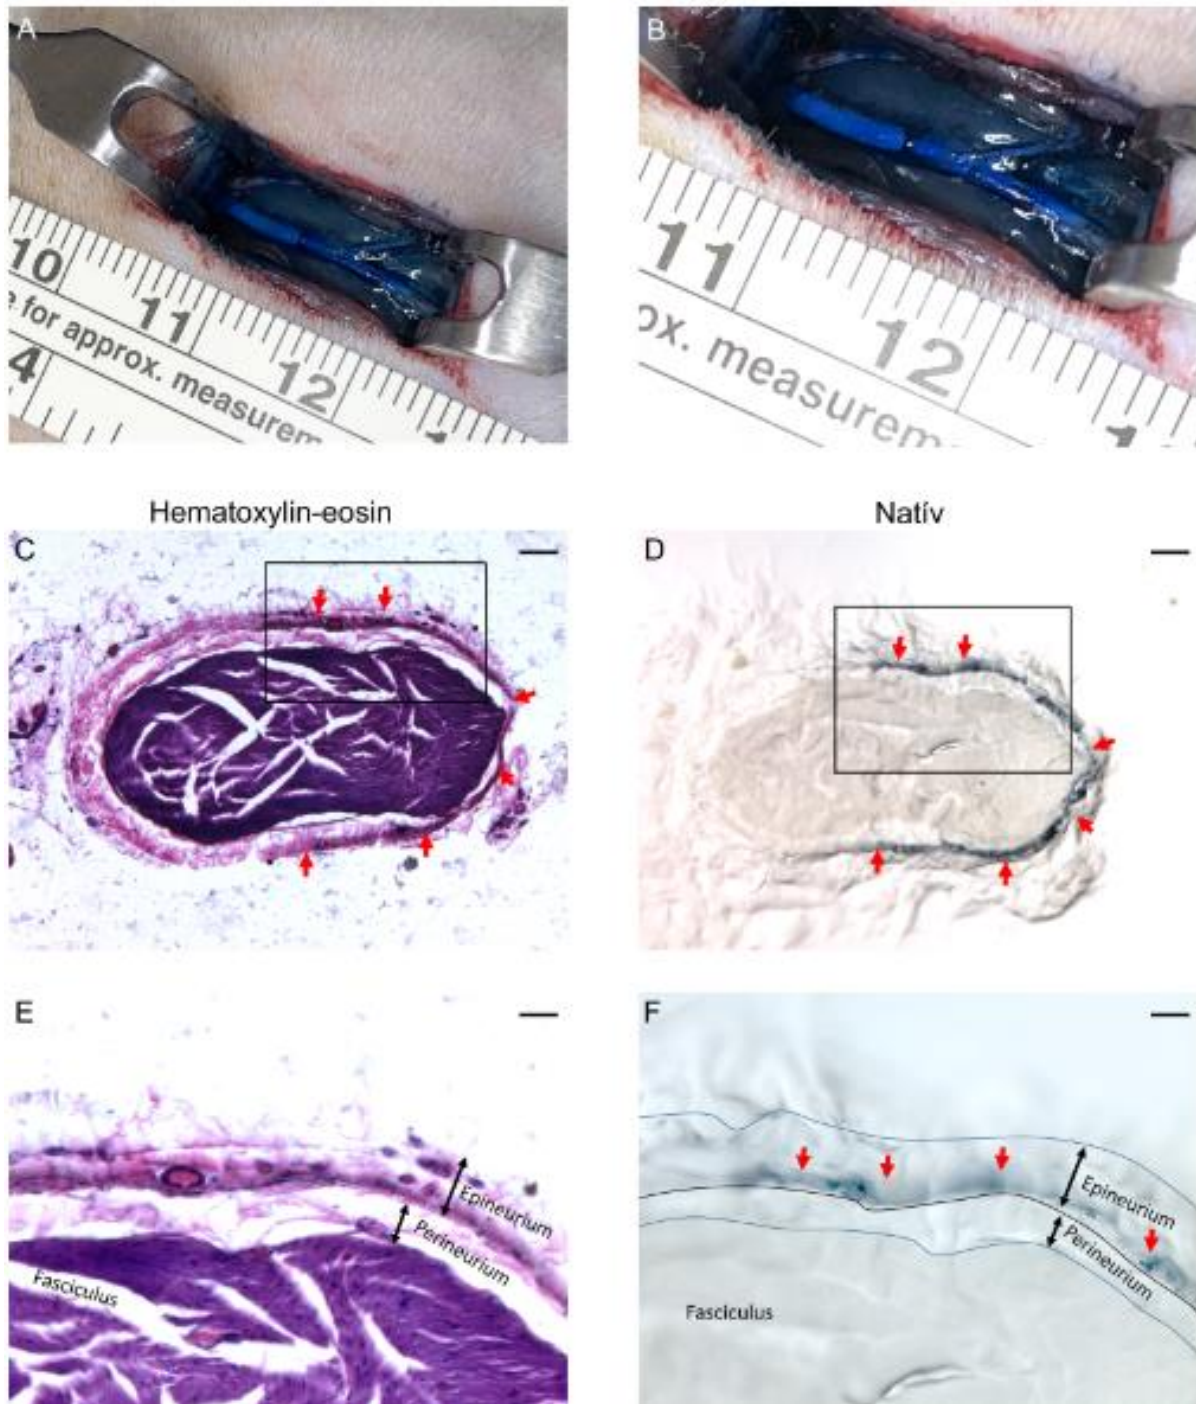 A
B
10
11
12
e for approx. measurem
4
11
12
ox. measurem
Hematoxylin-eosin
Natív
C
D
E
F
Epineurium
Perineurium
Fasciculus
Epineurium
Perineurium
Fasciculus